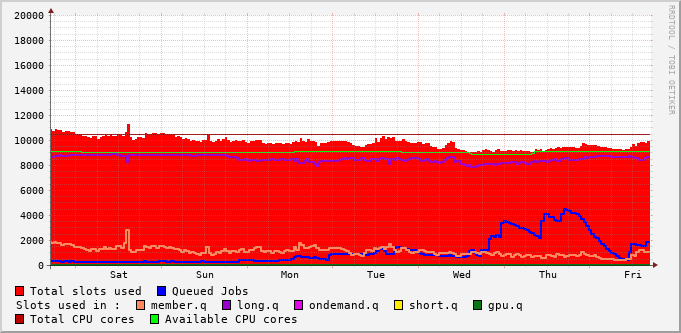 RRDTOOL / TOBI OETIKER
20000
18000
16000
14000
12000
10000
8000
6000
4000
2000
0
Sat Sun Mon Tue Wed Thu Fri
Total slots used Queued Jobs
Slots used in : member.q long.q ondemand.q short.q gpu.q
Total CPU cores Available CPU cores